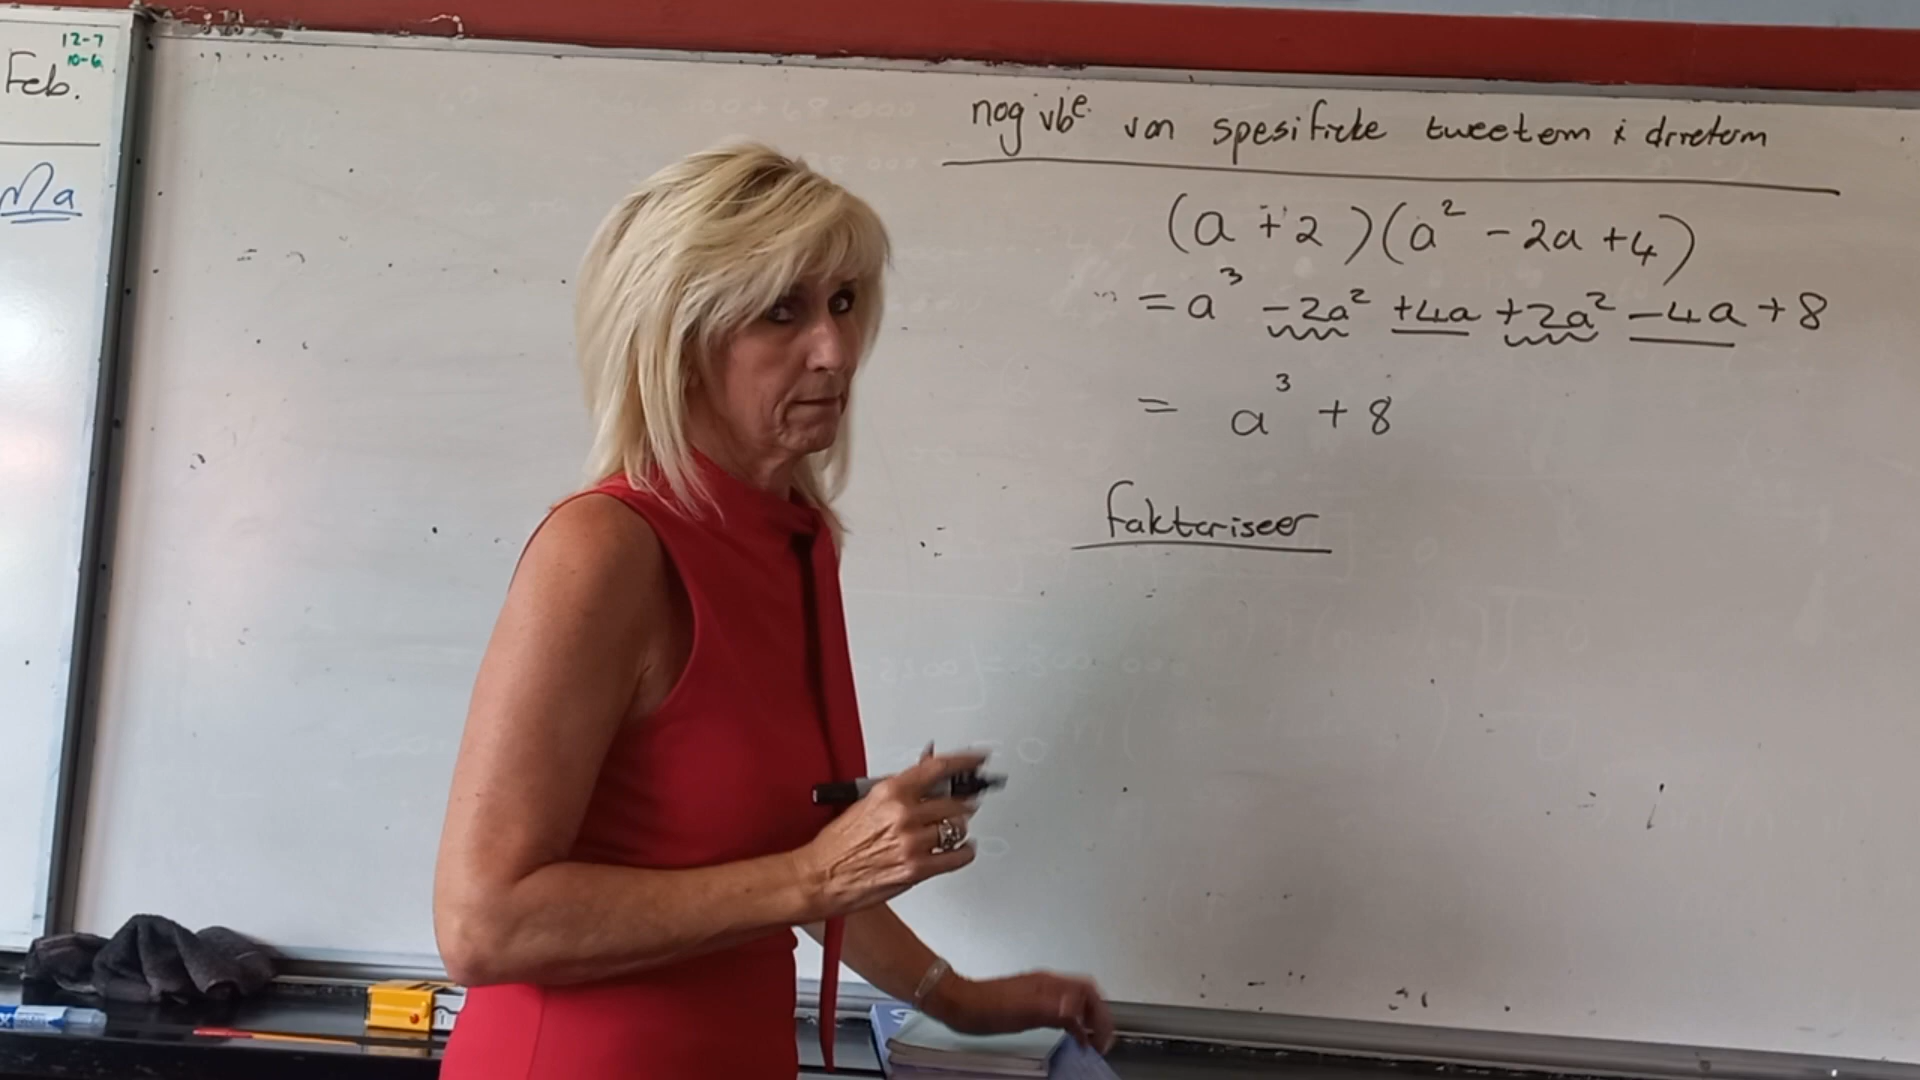 12-7
10-6
Feb.
Ma
nog vbe. van spesifieke tweeterm & drieterm
(a + 2)(a² - 2a + 4)
= a³ - 2a² + 4a + 2a² - 4a + 8
= a³ + 8
faktoriseer